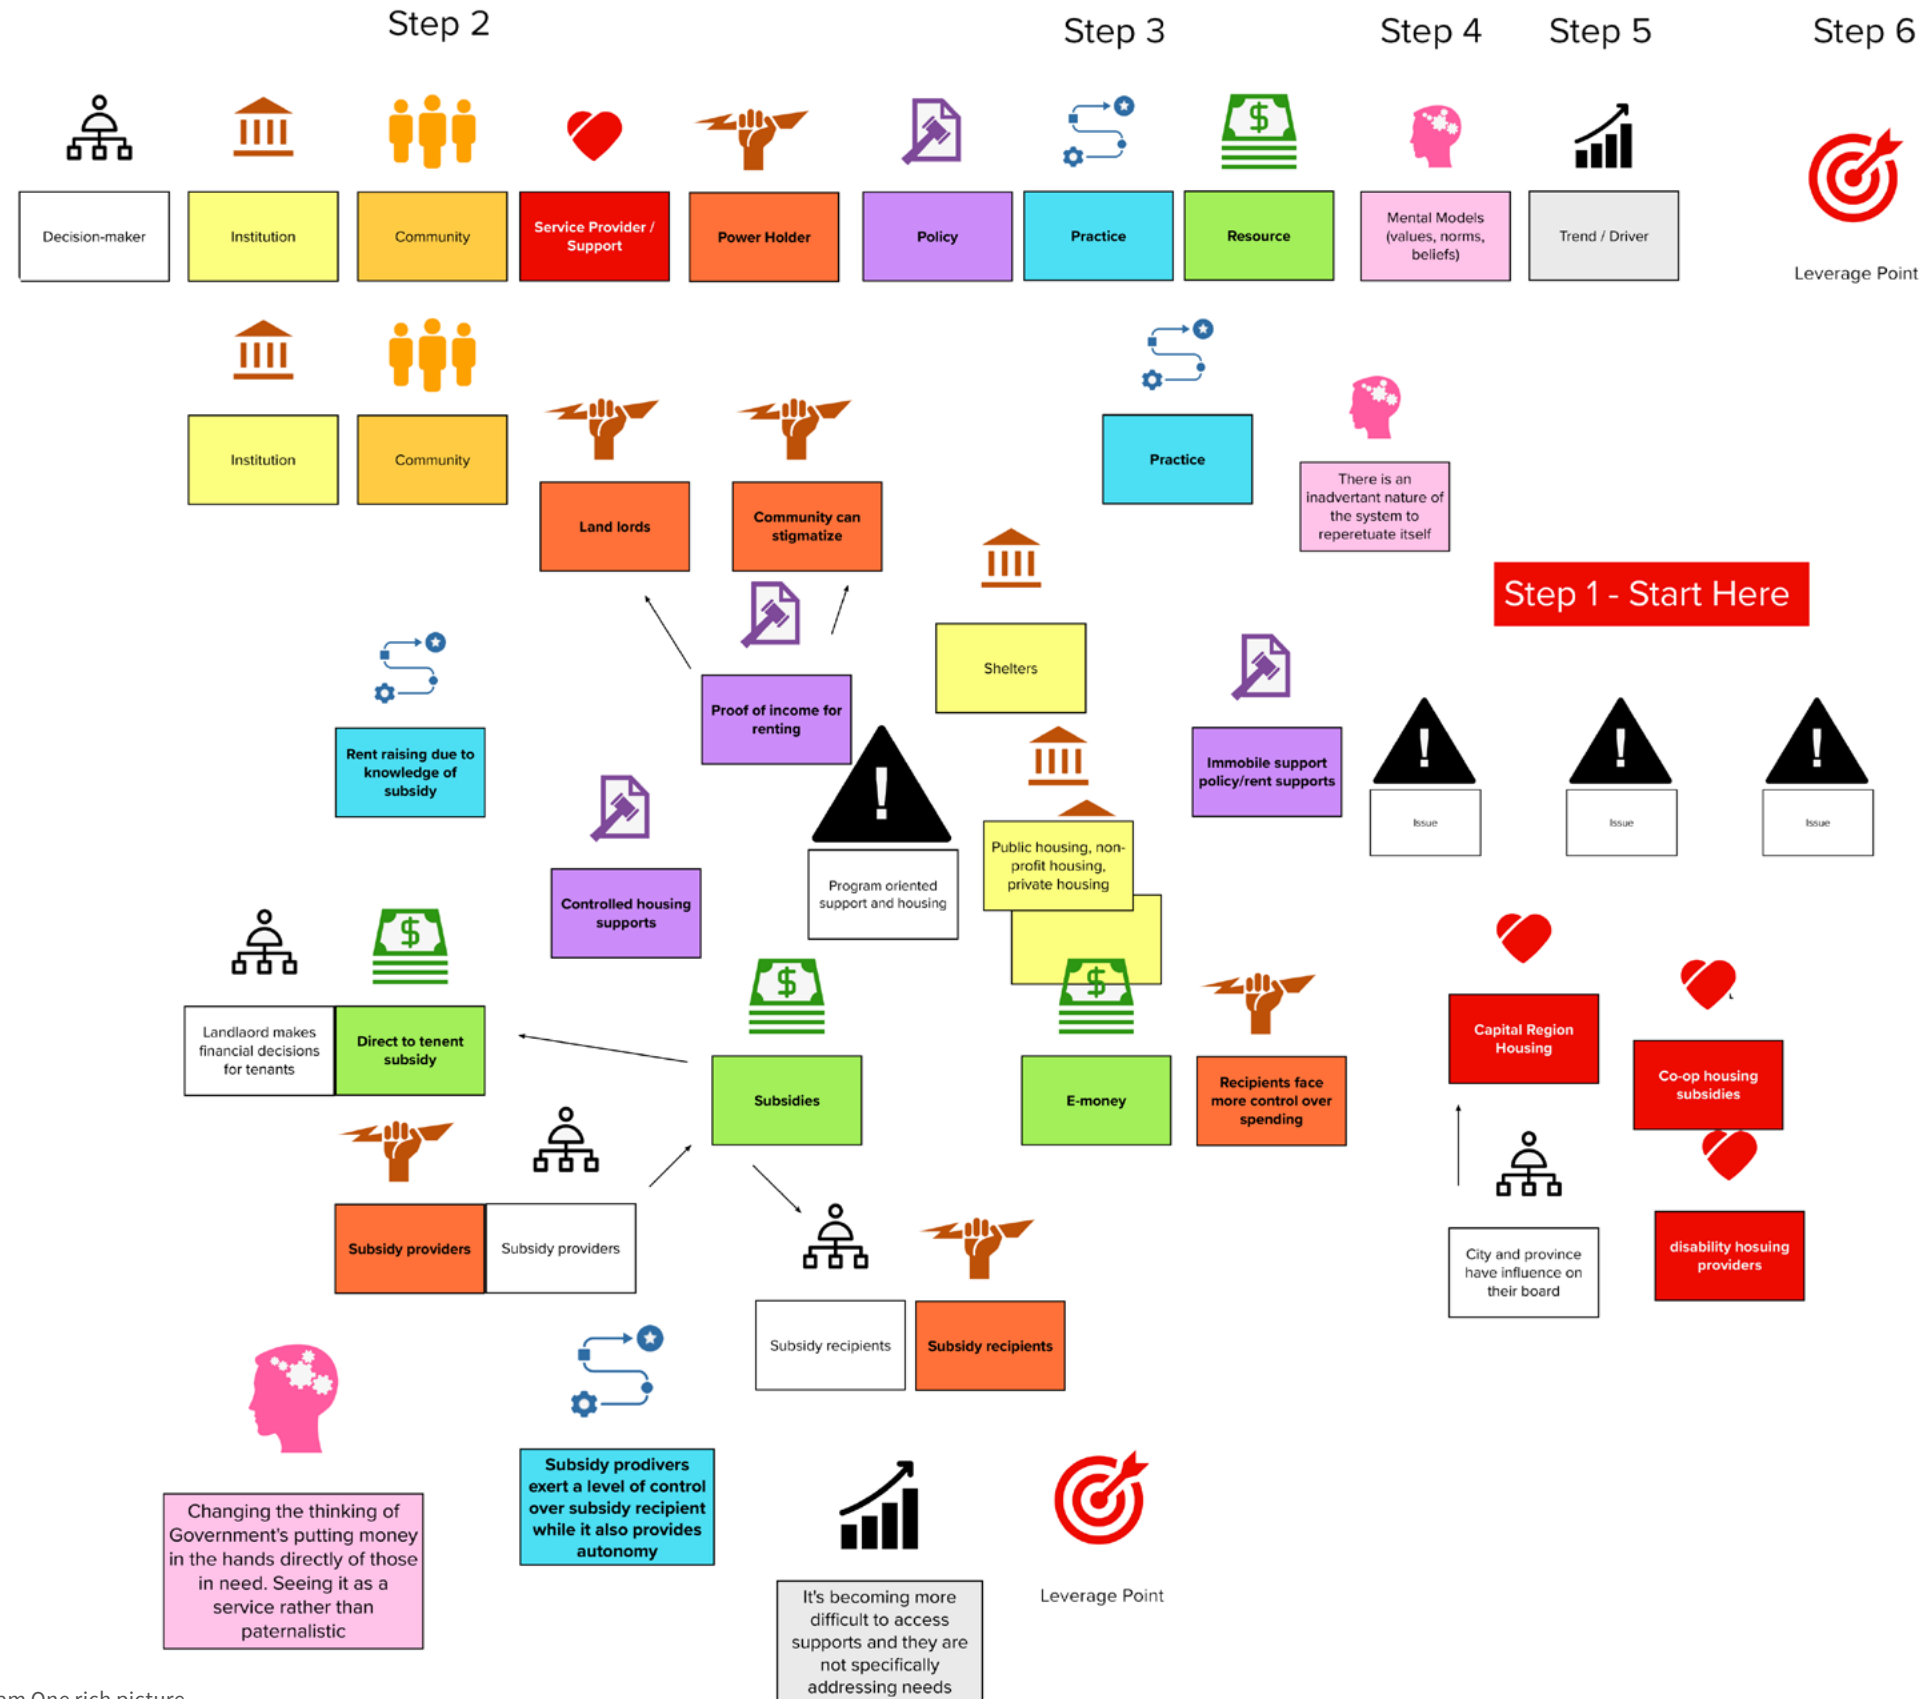 Step 2
Step 3
Step 4
Step 5
Step 6
Decision-maker
Institution
Community
Service Provider /
Support
Power Holder
Policy
Practice
Resource
Mental Models
(values, norms,
beliefs)
Trend / Driver
Leverage Point
Institution
Community
Land lords
Community can
stigmatize
Practice
There is an
inadvertant nature of
the system to
reperetuate itself
Step 1 - Start Here
Shelters
Proof of income for
renting
Rent raising due to
knowledge of
subsidy
Immobile support
policy/rent supports
Issue
Issue
Issue
Controlled housing
supports
Program oriented
support and housing
Public housing, non-
profit housing,
private housing
Landlaord makes
financial decisions
for tenants
Direct to tenent
subsidy
Subsidies
E-money
Recipients face
more control over
spending
Capital Region
Housing
Co-op housing
subsidies
Subsidy providers
Subsidy providers
City and province
have influence on
their board
disability hosuing
providers
Subsidy recipients
Subsidy recipients
Changing the thinking of
Government's putting money
in the hands directly of those
in need. Seeing it as a
service rather than
paternalistic
Subsidy prodivers
exert a level of control
over subsidy recipient
while it also provides
autonomy
It's becoming more
difficult to access
supports and they are
not specifically
addressing needs
Leverage Point
One rich picture